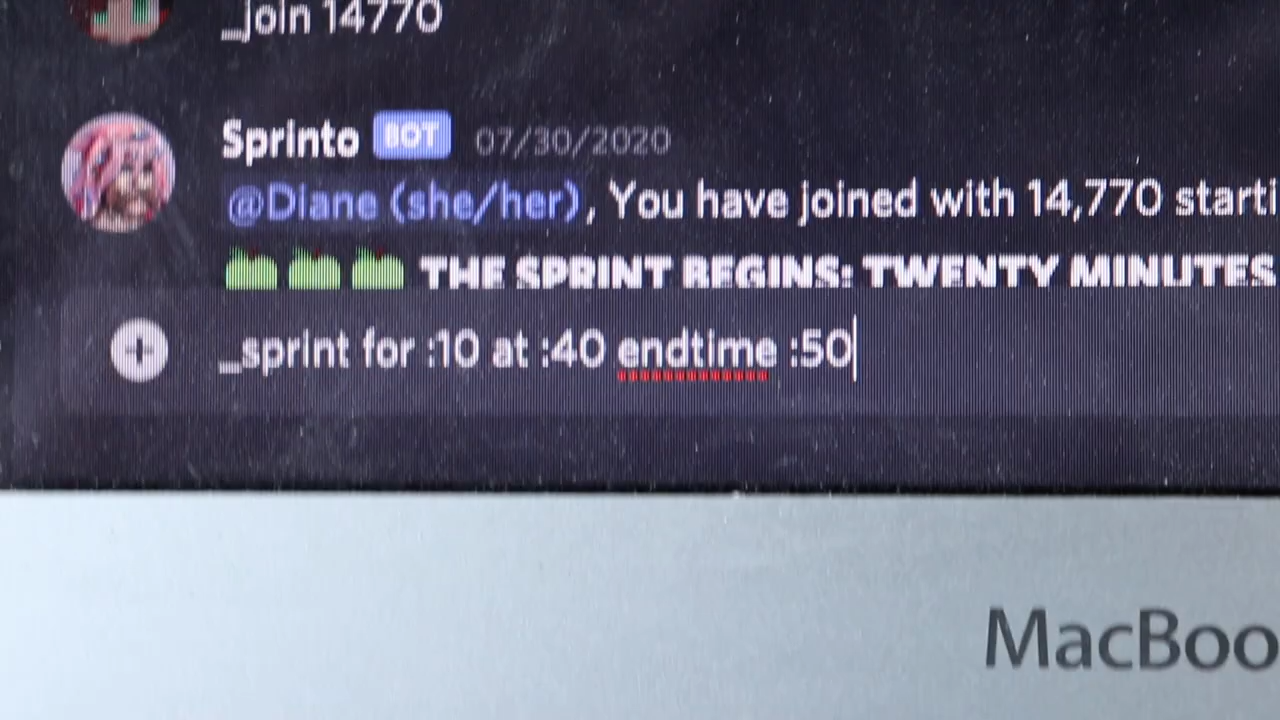 _join 14770
Sprinto BOT 07/30/2020
@Diane (she/her), You have joined with 14,770 starti
THE SPRINT BEGINS: TWENTY MINUTES
_sprint for :10 at :40 endtime :50
MacBoo